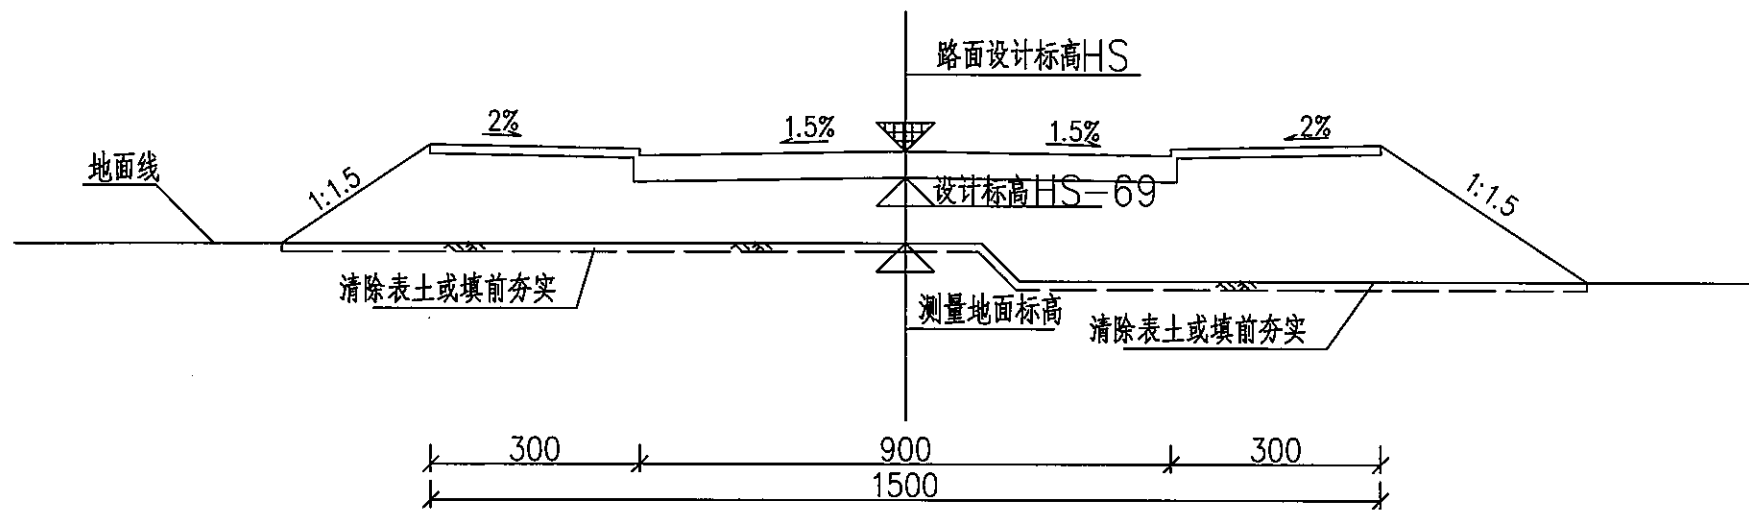 路面设计标高HS
2%
1.5%
1.5%
2%
地面线
1:1.5
设计标高HS-69
1:1.5
清除表土或填前夯实
测量地面标高
清除表土或填前夯实
300
900
300
1500